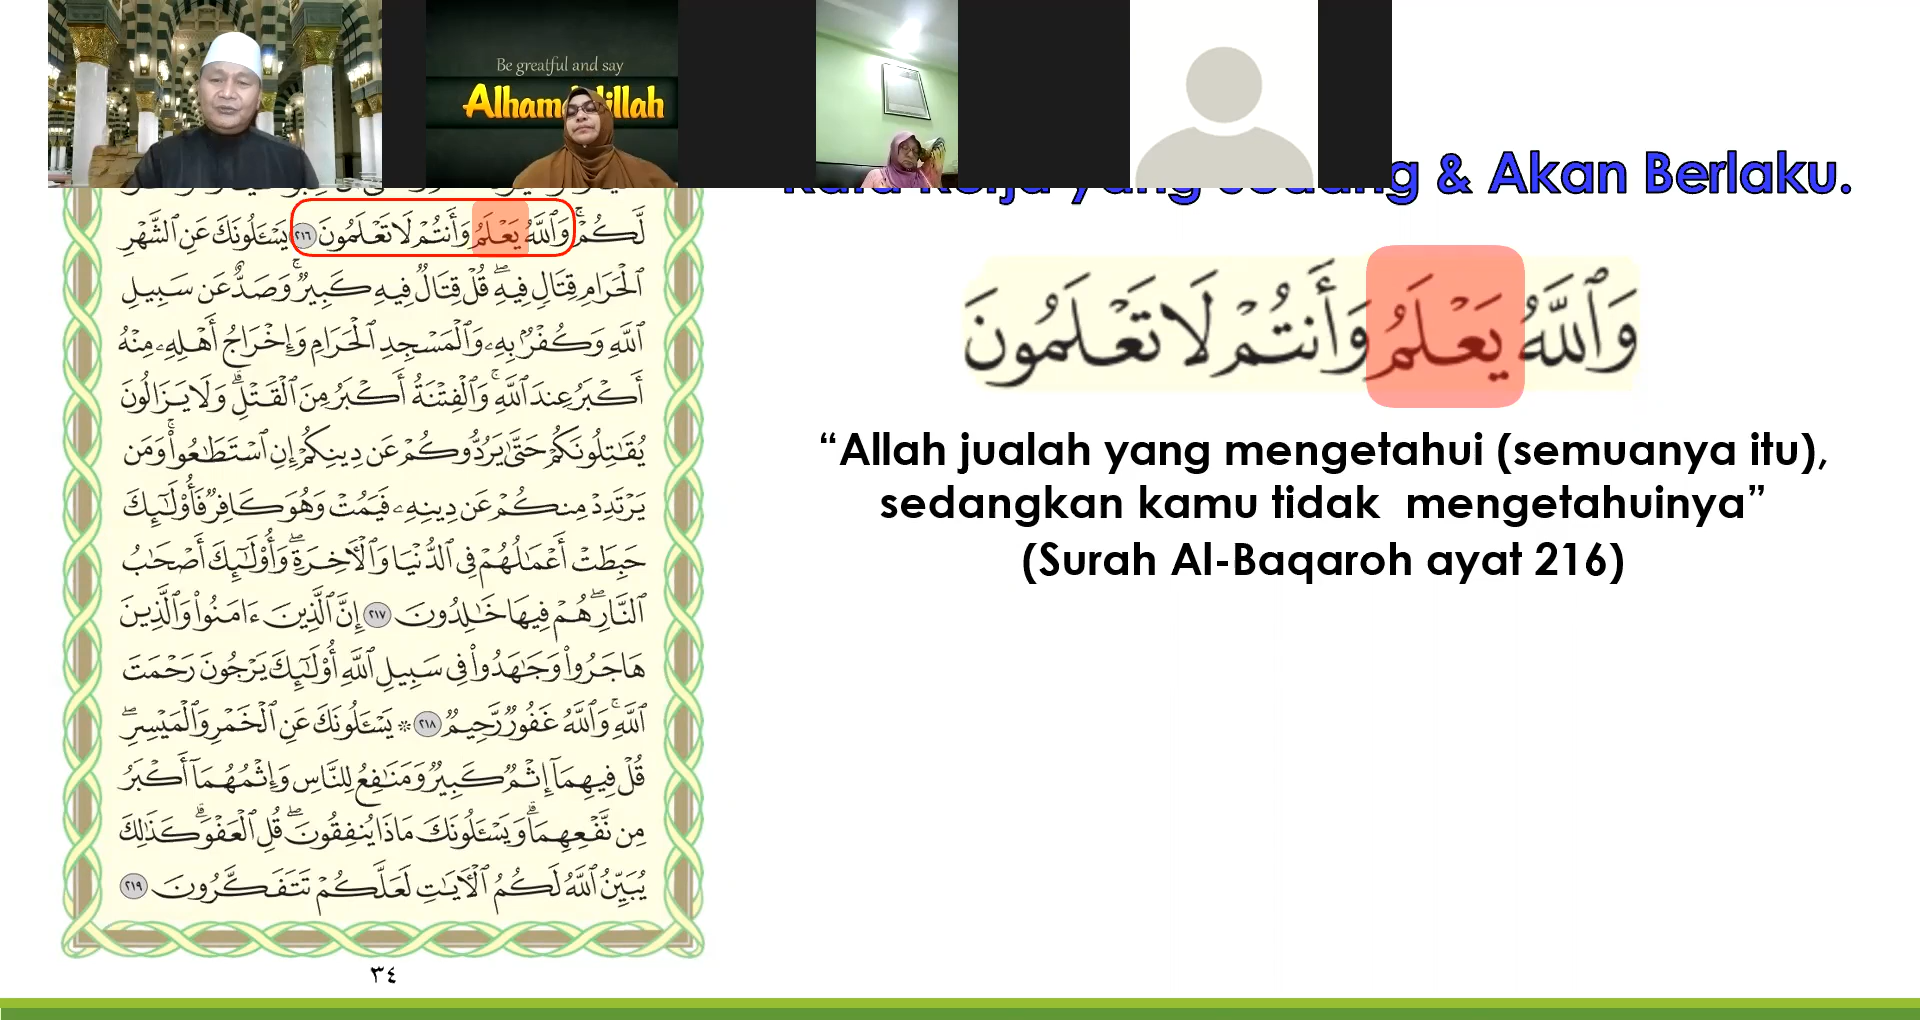 Be greatful and say
& Akan Berlaku.
لَّكُمْ ۚ وَٱللَّهُ يَعْلَمُ وَأَنتُمْ لَا تَعْلَمُونَ ٢١٦ يَسْـَٔلُونَكَ عَنِ ٱلشَّهْرِ
ٱلْحَرَامِ قِتَالٍ فِيهِ ۖ قُلْ قِتَالٌ فِيهِ كَبِيرٌ ۚ وَصَدٌّ عَن سَبِيلِ
ٱللَّهِ وَكُفْرٌۢ بِهِۦ وَٱلْمَسْجِدِ ٱلْحَرَامِ وَإِخْرَاجُ أَهْلِهِۦ مِنْهُ
أَكْبَرُ عِندَ ٱللَّهِ ۚ وَٱلْفِتْنَةُ أَكْبَرُ مِنَ ٱلْقَتْلِ ۗ وَلَا يَزَالُونَ
يُقَـٰتِلُونَكُمْ حَتَّىٰ يَرُدُّوكُمْ عَن دِينِكُمْ إِنِ ٱسْتَطَـٰعُوا۟ ۚ وَمَن
يَرْتَدِدْ مِنكُمْ عَن دِينِهِۦ فَيَمُتْ وَهُوَ كَافِرٌ فَأُو۟لَـٰٓئِكَ
حَبِطَتْ أَعْمَـٰلُهُمْ فِى ٱلدُّنْيَا وَٱلْـَٔاخِرَةِ ۖ وَأُو۟لَـٰٓئِكَ أَصْحَـٰبُ
ٱلنَّارِ ۖ هُمْ فِيهَا خَـٰلِدُونَ ٢١٧ إِنَّ ٱلَّذِينَ ءَامَنُوا۟ وَٱلَّذِينَ
هَاجَرُوا۟ وَجَـٰهَدُوا۟ فِى سَبِيلِ ٱللَّهِ أُو۟لَـٰٓئِكَ يَرْجُونَ رَحْمَتَ
ٱللَّهِ ۚ وَٱللَّهُ غَفُورٌ رَّحِيمٌ ٢١٨ ۞ يَسْـَٔلُونَكَ عَنِ ٱلْخَمْرِ وَٱلْمَيْسِرِ ۖ
قُلْ فِيهِمَآ إِثْمٌ كَبِيرٌ وَمَنَـٰفِعُ لِلنَّاسِ وَإِثْمُهُمَآ أَكْبَرُ
مِن نَّفْعِهِمَا ۗ وَيَسْـَٔلُونَكَ مَاذَا يُنفِقُونَ ۖ قُلِ ٱلْعَفْوَ ۗ كَذَٰلِكَ
يُبَيِّنُ ٱللَّهُ لَكُمُ ٱلْـَٔايَـٰتِ لَعَلَّكُمْ تَتَفَكَّرُونَ ٢١٩
٣٤
وَٱللَّهُ يَعْلَمُ وَأَنتُمْ لَا تَعْلَمُونَ
“Allah jualah yang mengetahui (semuanya itu),
sedangkan kamu tidak mengetahuinya”
(Surah Al-Baqaroh ayat 216)